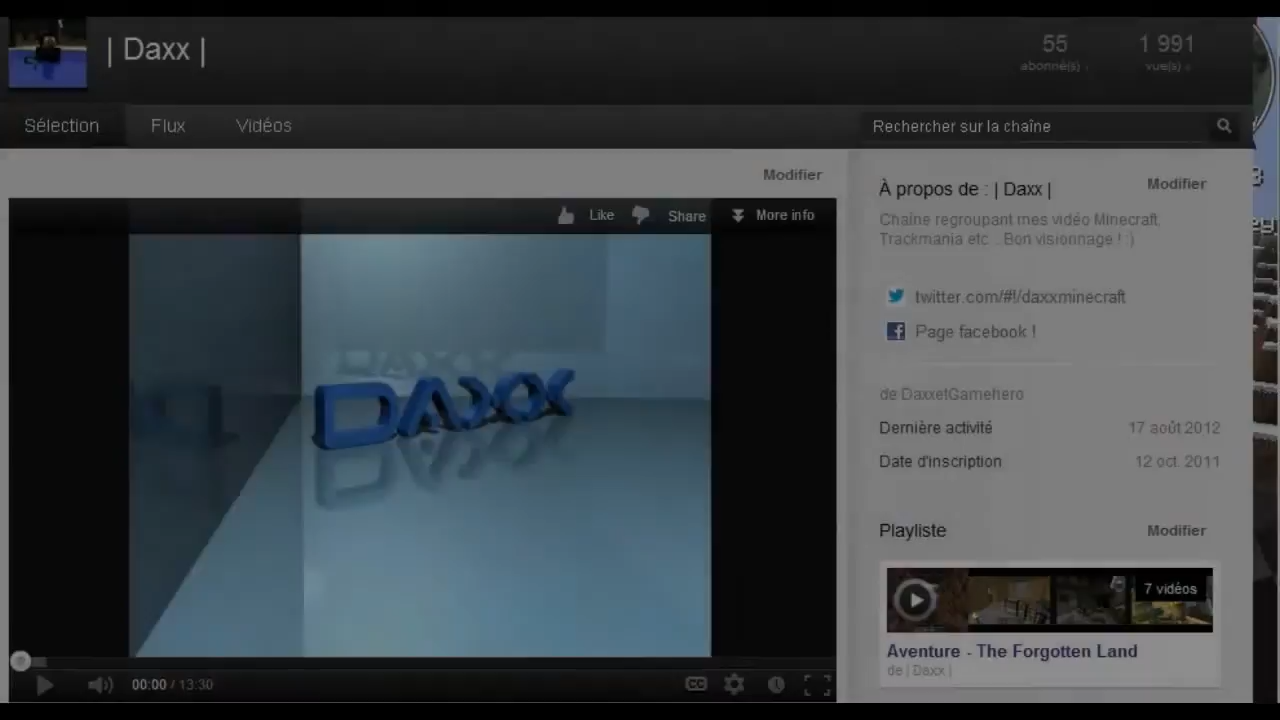 | Daxx |
55
abonné(s)
1 991
vue(s)
Sélection
Flux
Vidéos
Rechercher sur la chaîne
Modifier
Like
Share
More info
DAXX
00:00 / 13:30
CC
À propos de : | Daxx |
Modifier
Chaîne regroupant mes vidéo Minecraft,
Trackmania etc... Bon visionnage ! :)
twitter.com/#!/daxxminecraft
Page facebook !
de DaxxetGamehero
Dernière activité
17 août 2012
Date d'inscription
12 oct. 2011
Playliste
Modifier
7 vidéos
Aventure - The Forgotten Land
de | Daxx |